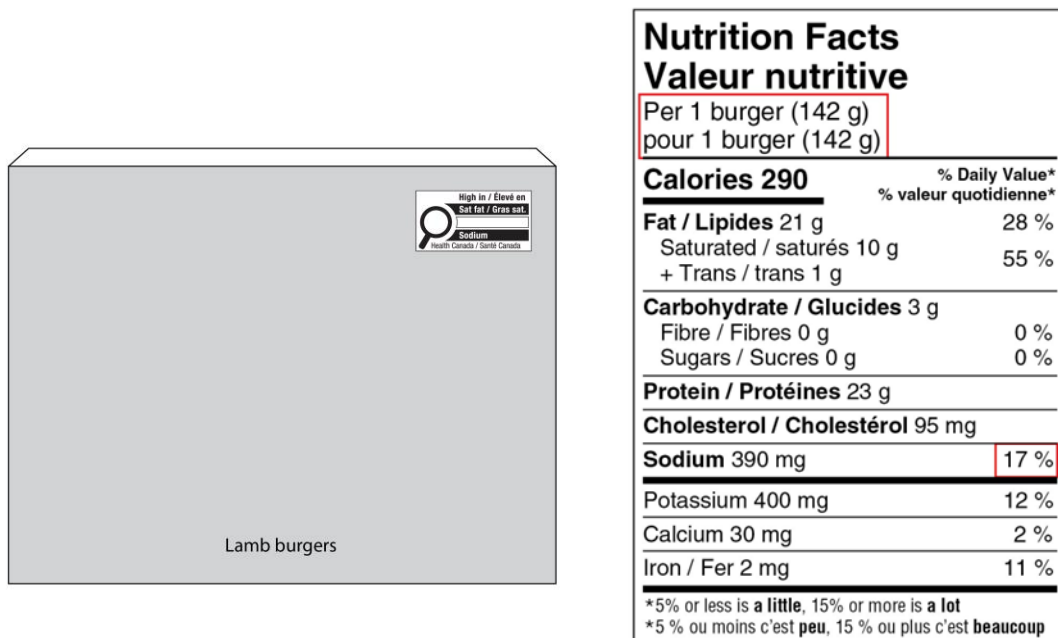 High in / Élevé en
Sat fat / Gras sat.
Sodium
Health Canada / Santé Canada
Lamb burgers
Nutrition Facts
Valeur nutritive
Per 1 burger (142 g)
pour 1 burger (142 g)
Calories 290
% Daily Value*
% valeur quotidienne*
Fat / Lipides 21 g 28 %
Saturated / saturés 10 g
+ Trans / trans 1 g
55 %
Carbohydrate / Glucides 3 g
Fibre / Fibres 0 g 0 %
Sugars / Sucres 0 g 0 %
Protein / Protéines 23 g
Cholesterol / Cholestérol 95 mg
Sodium 390 mg 17 %
Potassium 400 mg 12 %
Calcium 30 mg 2 %
Iron / Fer 2 mg 11 %
*5% or less is a little, 15% or more is a lot
*5 % ou moins c'est peu, 15 % ou plus c'est beaucoup